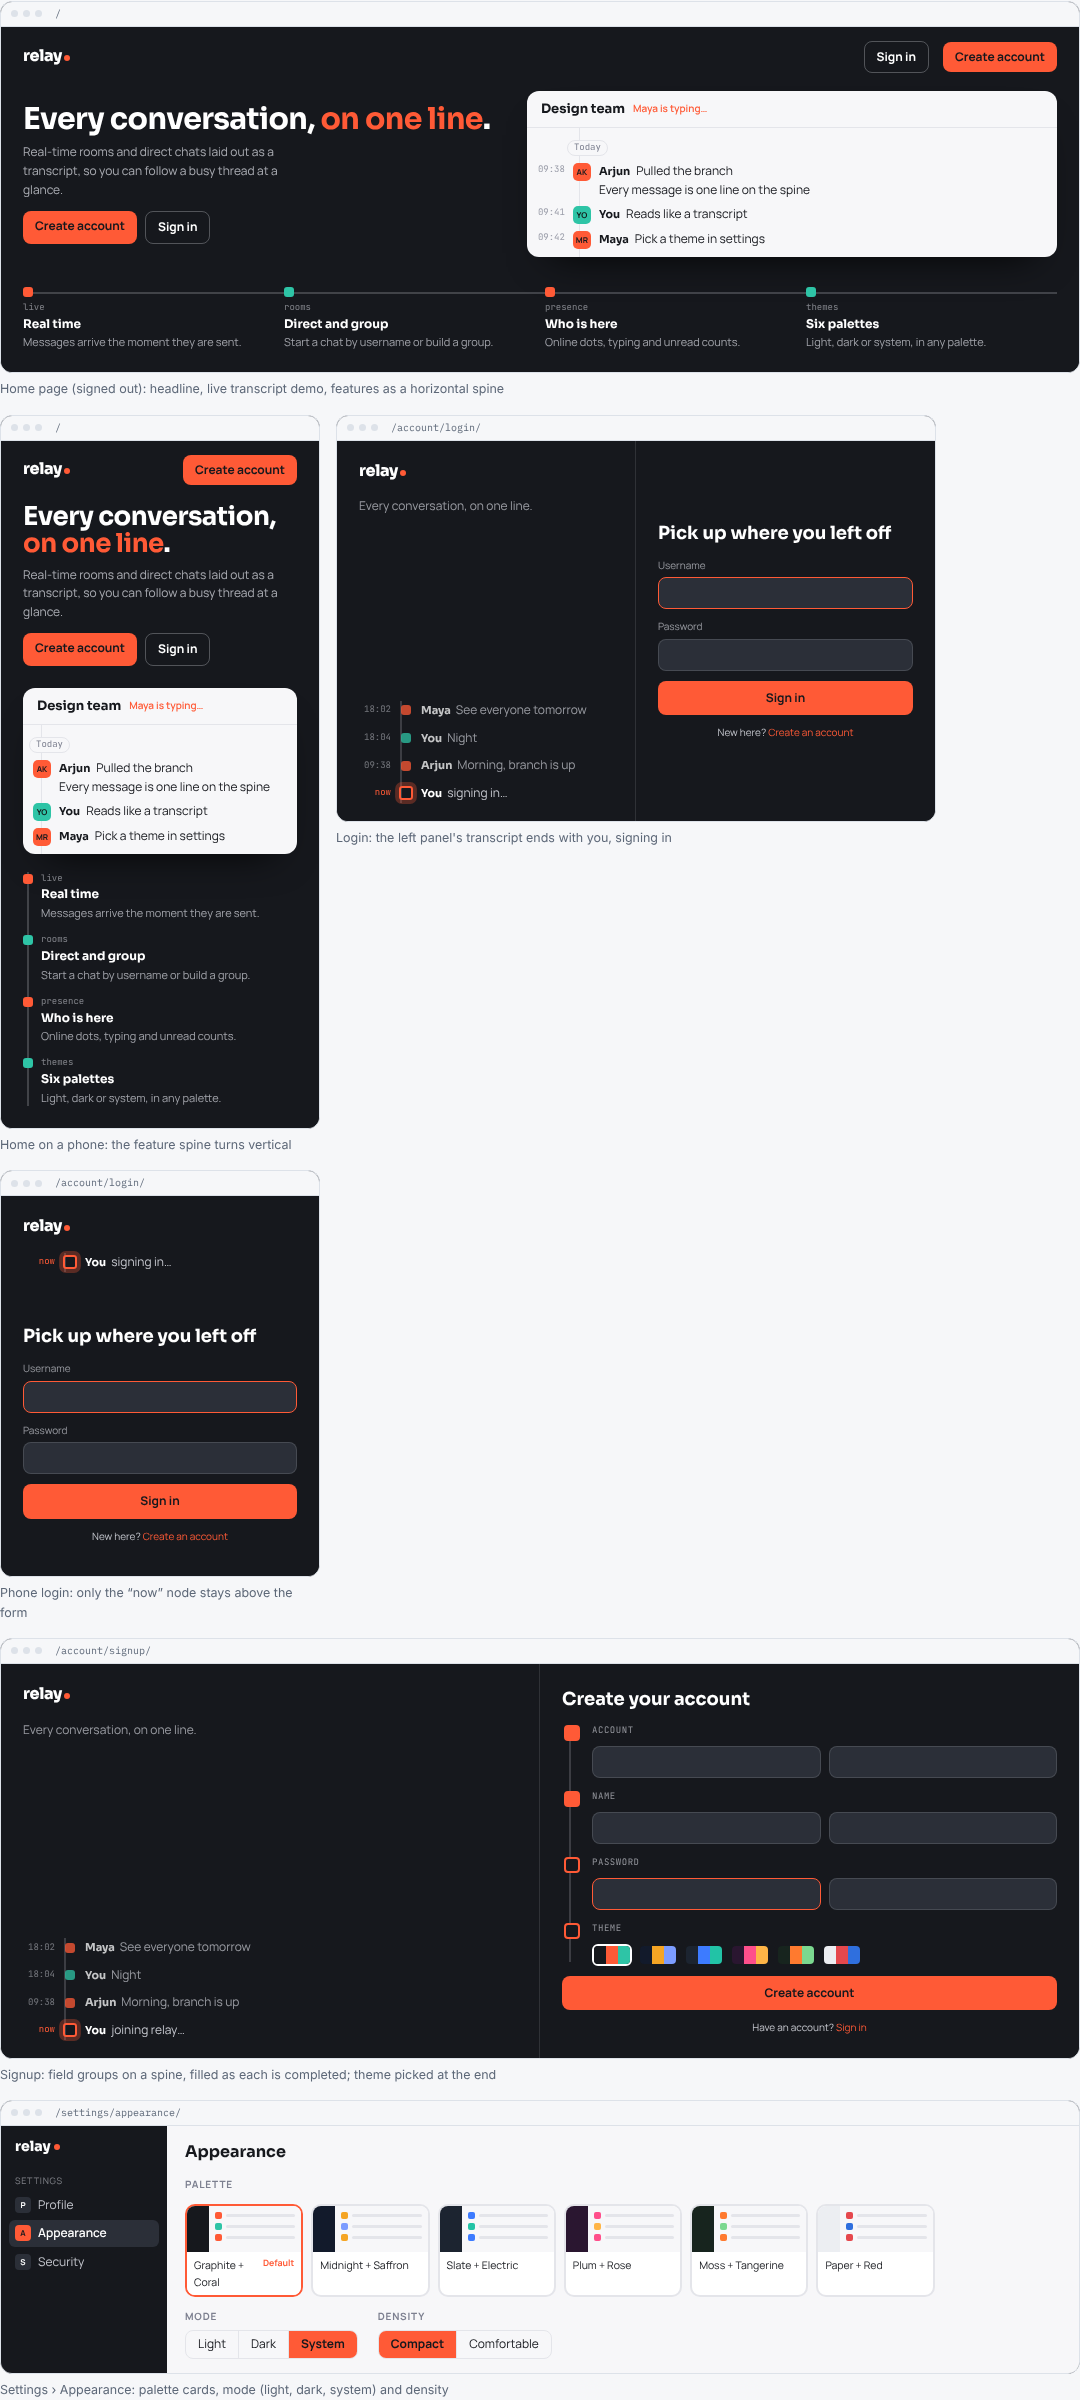 /
relay
Sign in
Create account
Every conversation, on one line.
Real-time rooms and direct chats laid out as a
transcript, so you can follow a busy thread at a
glance.
Create account
Sign in
Design team Maya is typing…
Today
09:38 AK Arjun Pulled the branch
Every message is one line on the spine
09:41 YO You Reads like a transcript
09:42 MR Maya Pick a theme in settings
live
Real time
Messages arrive the moment they are sent.
rooms
Direct and group
Start a chat by username or build a group.
presence
Who is here
Online dots, typing and unread counts.
themes
Six palettes
Light, dark or system, in any palette.
Home page (signed out): headline, live transcript demo, features as a horizontal spine
/
relay
Create account
Every conversation,
on one line.
Real-time rooms and direct chats laid out as a
transcript, so you can follow a busy thread at a
glance.
Create account
Sign in
Design team Maya is typing…
Today
AK Arjun Pulled the branch
Every message is one line on the spine
YO You Reads like a transcript
MR Maya Pick a theme in settings
live
Real time
Messages arrive the moment they are sent.
rooms
Direct and group
Start a chat by username or build a group.
presence
Who is here
Online dots, typing and unread counts.
themes
Six palettes
Light, dark or system, in any palette.
Home on a phone: the feature spine turns vertical
/account/login/
relay
Every conversation, on one line.
18:02 Maya See everyone tomorrow
18:04 You Night
09:38 Arjun Morning, branch is up
now You signing in…
Pick up where you left off
Username
Password
Sign in
New here? Create an account
Login: the left panel's transcript ends with you, signing in
/account/login/
relay
now You signing in…
Pick up where you left off
Username
Password
Sign in
New here? Create an account
Phone login: only the “now” node stays above the
form
/account/signup/
relay
Every conversation, on one line.
18:02 Maya See everyone tomorrow
18:04 You Night
09:38 Arjun Morning, branch is up
now You joining relay…
Create your account
ACCOUNT
NAME
PASSWORD
THEME
Create account
Have an account? Sign in
Signup: field groups on a spine, filled as each is completed; theme picked at the end
/settings/appearance/
relay
SETTINGS
P Profile
A Appearance
S Security
Appearance
PALETTE
Graphite +
Coral
Default
Midnight + Saffron
Slate + Electric
Plum + Rose
Moss + Tangerine
Paper + Red
MODE
Light
Dark
System
DENSITY
Compact
Comfortable
Settings › Appearance: palette cards, mode (light, dark, system) and density